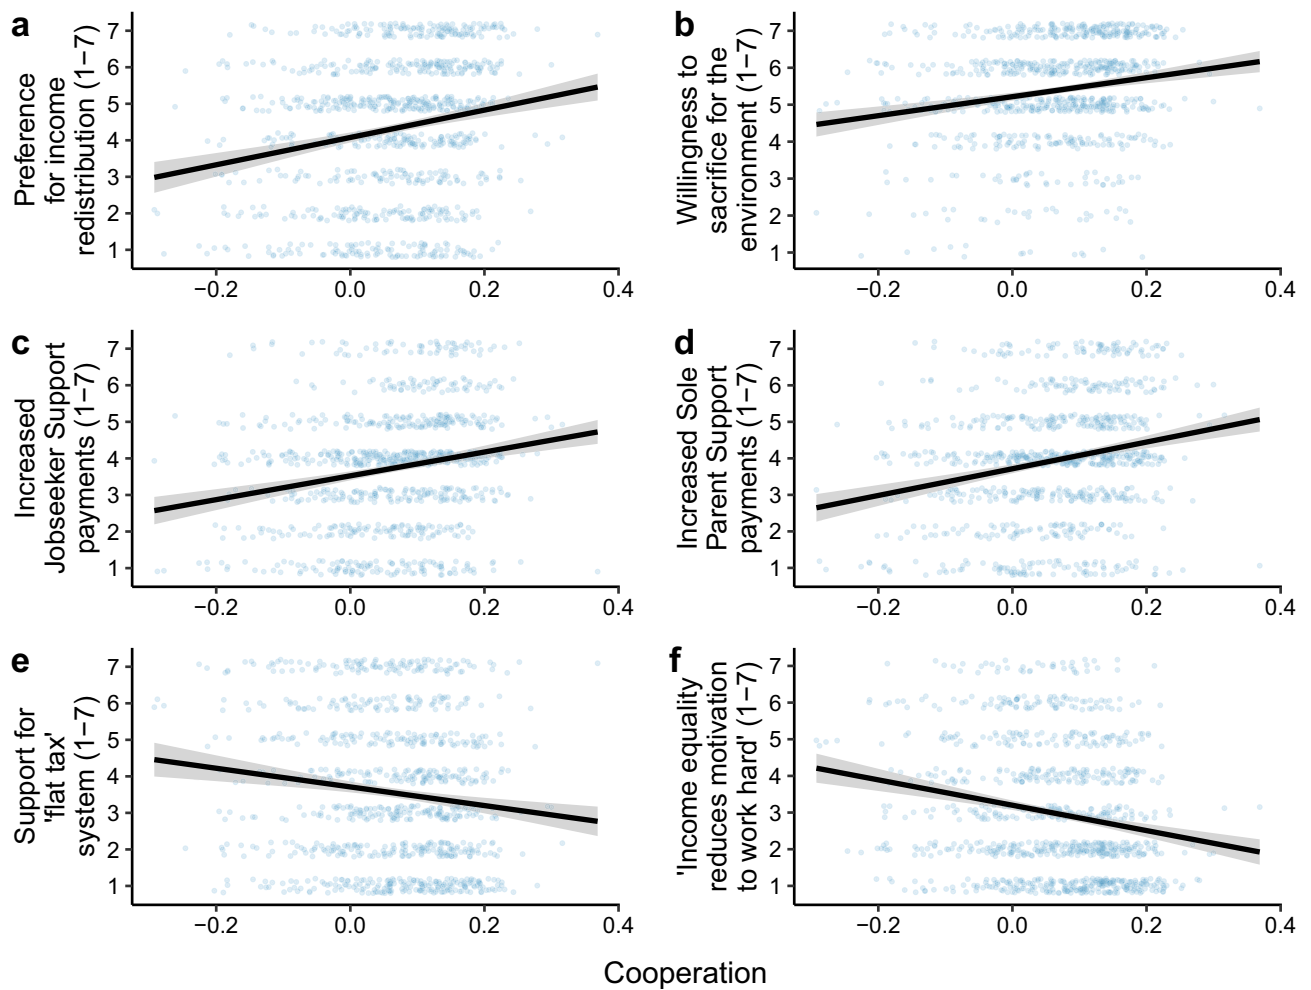 a
Preference
for income
redistribution (1−7)
7
6
5
4
3
2
1
−0.2
0.0
0.2
0.4
b
Willingness to
sacrifice for the
environment (1−7)
7
6
5
4
3
2
1
−0.2
0.0
0.2
0.4
c
Increased
Jobseeker Support
payments (1−7)
7
6
5
4
3
2
1
−0.2
0.0
0.2
0.4
d
Increased Sole
Parent Support
payments (1−7)
7
6
5
4
3
2
1
−0.2
0.0
0.2
0.4
e
Support for
'flat tax'
system (1−7)
7
6
5
4
3
2
1
−0.2
0.0
0.2
0.4
f
'Income equality
reduces motivation
to work hard' (1−7)
7
6
5
4
3
2
1
−0.2
0.0
0.2
0.4
Cooperation